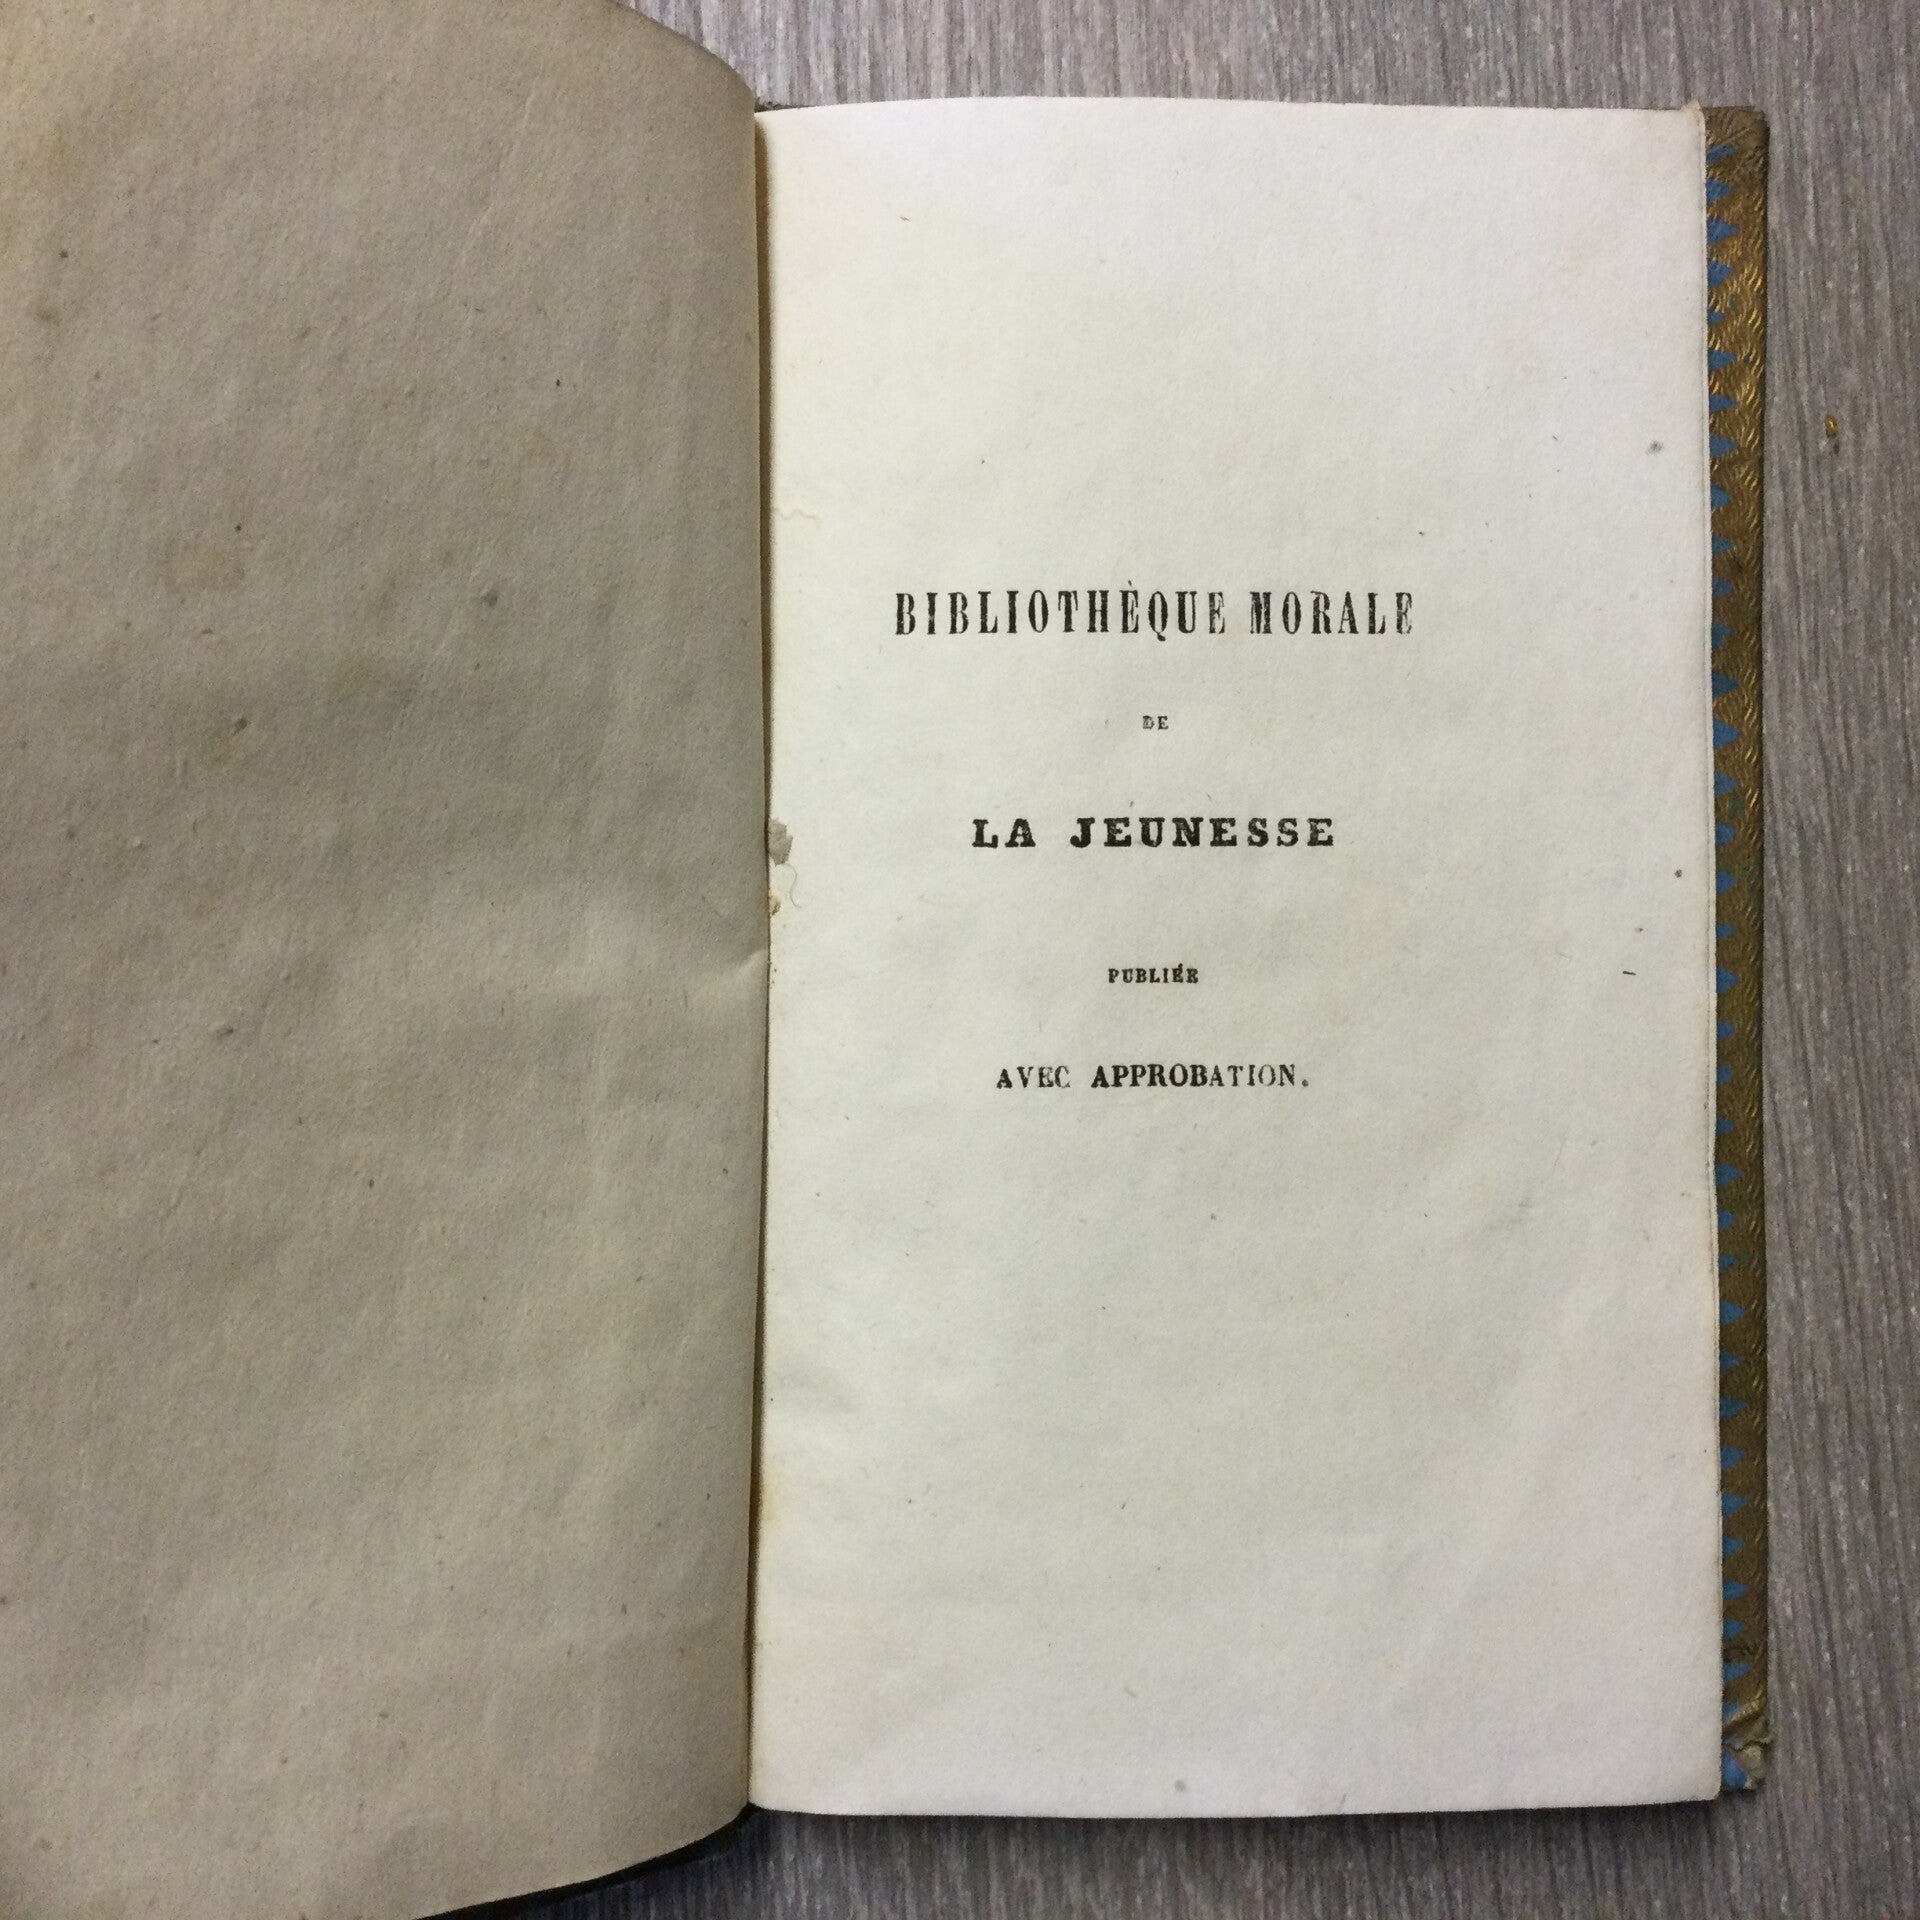 BIBLIOTHÈQUE MORALE
DE
LA JEUNESSE
PUBLIÉE
AVEC APPROBATION.